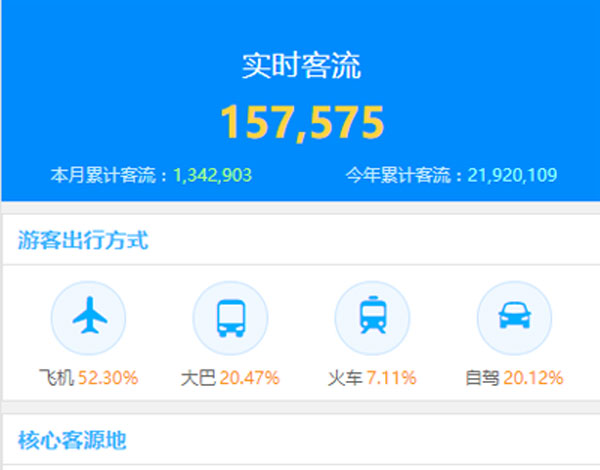 实时客流
157,575
本月累计客流：1,342,903 今年累计客流：21,920,109
游客出行方式
飞机 52.30% 大巴 20.47% 火车 7.11% 自驾 20.12%
核心客源地